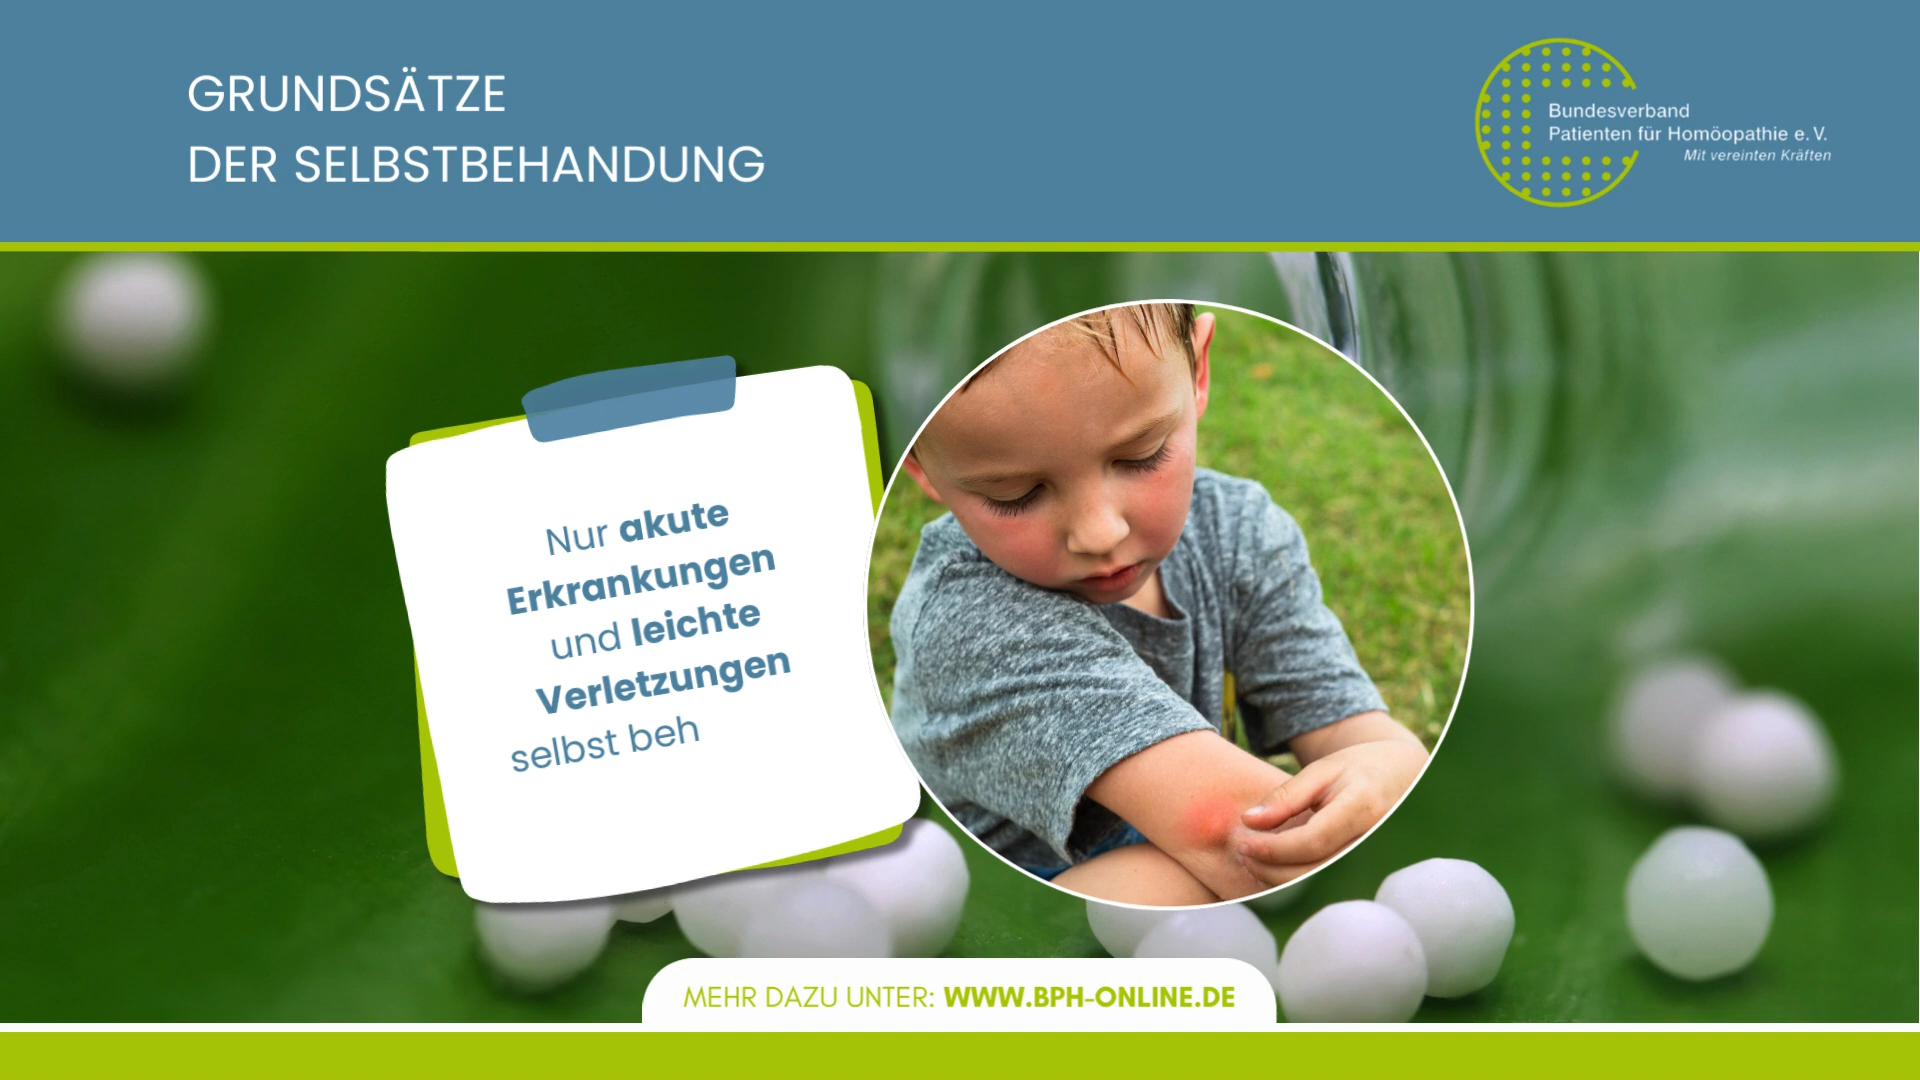 GRUNDSÄTZE
DER SELBSTBEHANDUNG
Bundesverband
Patienten für Homöopathie e. V.
Mit vereinten Kräften
Nur akute
Erkrankungen
und leichte
Verletzungen
selbst beh
MEHR DAZU UNTER: WWW.BPH-ONLINE.DE